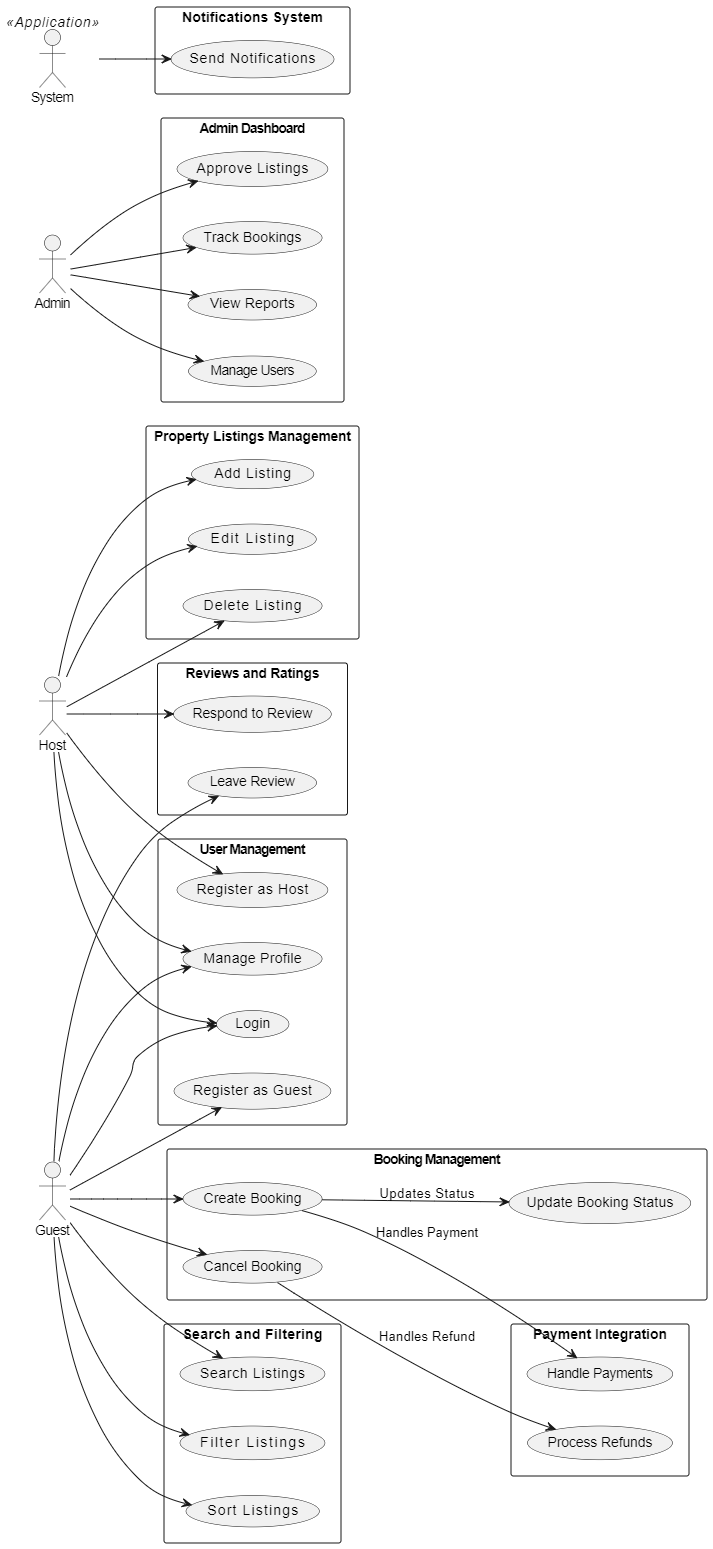 «Application»
System
Notifications System
Send Notifications
Admin Dashboard
Approve Listings
Track Bookings
Admin
View Reports
Manage Users
Property Listings Management
Add Listing
Edit Listing
Delete Listing
Reviews and Ratings
Respond to Review
Host
Leave Review
User Management
Register as Host
Manage Profile
Login
Register as Guest
Booking Management
Guest
Create Booking
Updates Status
Update Booking Status
Handles Payment
Cancel Booking
Search and Filtering
Handles Refund
Payment Integration
Search Listings
Handle Payments
Filter Listings
Process Refunds
Sort Listings